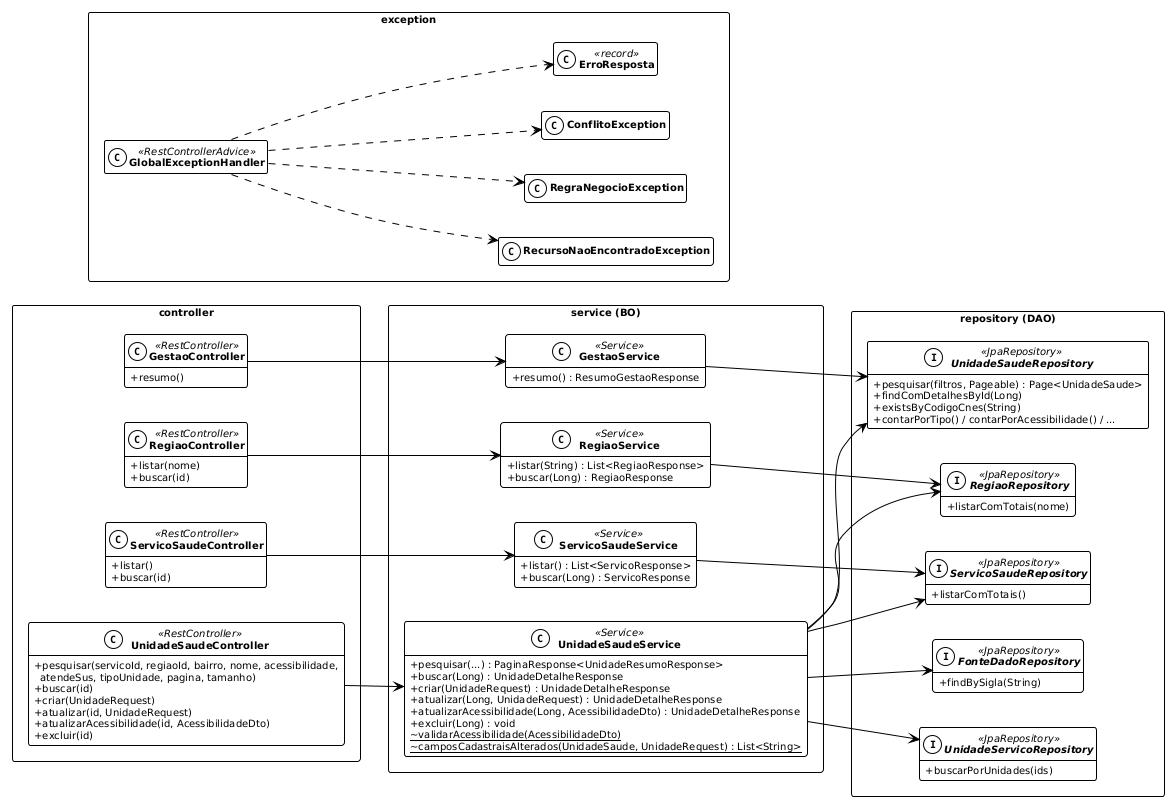 exception
C
«record»
ErroResposta
C
ConflitoException
C
«RestControllerAdvice»
GlobalExceptionHandler
C
RegraNegocioException
C
RecursoNaoEncontradoException
controller
C
«RestController»
GestaoController
+resumo()
C
«RestController»
RegiaoController
+listar(nome)
+buscar(id)
C
«RestController»
ServicoSaudeController
+listar()
+buscar(id)
C
«RestController»
UnidadeSaudeController
+pesquisar(servicoId, regiaoId, bairro, nome, acessibilidade,
atendeSus, tipoUnidade, pagina, tamanho)
+buscar(id)
+criar(UnidadeRequest)
+atualizar(id, UnidadeRequest)
+atualizarAcessibilidade(id, AcessibilidadeDto)
+excluir(id)
service (BO)
C
«Service»
GestaoService
+resumo() : ResumoGestaoResponse
C
«Service»
RegiaoService
+listar(String) : List<RegiaoResponse>
+buscar(Long) : RegiaoResponse
C
«Service»
ServicoSaudeService
+listar() : List<ServicoResponse>
+buscar(Long) : ServicoResponse
C
«Service»
UnidadeSaudeService
+pesquisar(...) : PaginaResponse<UnidadeResumoResponse>
+buscar(Long) : UnidadeDetalheResponse
+criar(UnidadeRequest) : UnidadeDetalheResponse
+atualizar(Long, UnidadeRequest) : UnidadeDetalheResponse
+atualizarAcessibilidade(Long, AcessibilidadeDto) : UnidadeDetalheResponse
+excluir(Long) : void
~validarAcessibilidade(AcessibilidadeDto)
~camposCadastraisAlterados(UnidadeSaude, UnidadeRequest) : List<String>
repository (DAO)
I
«JpaRepository»
UnidadeSaudeRepository
+pesquisar(filtros, Pageable) : Page<UnidadeSaude>
+findComDetalhesById(Long)
+existsByCodigoCnes(String)
+contarPorTipo() / contarPorAcessibilidade() / ...
I
«JpaRepository»
RegiaoRepository
+listarComTotais(nome)
I
«JpaRepository»
ServicoSaudeRepository
+listarComTotais()
I
«JpaRepository»
FonteDadoRepository
+findBySigla(String)
I
«JpaRepository»
UnidadeServicoRepository
+buscarPorUnidades(ids)